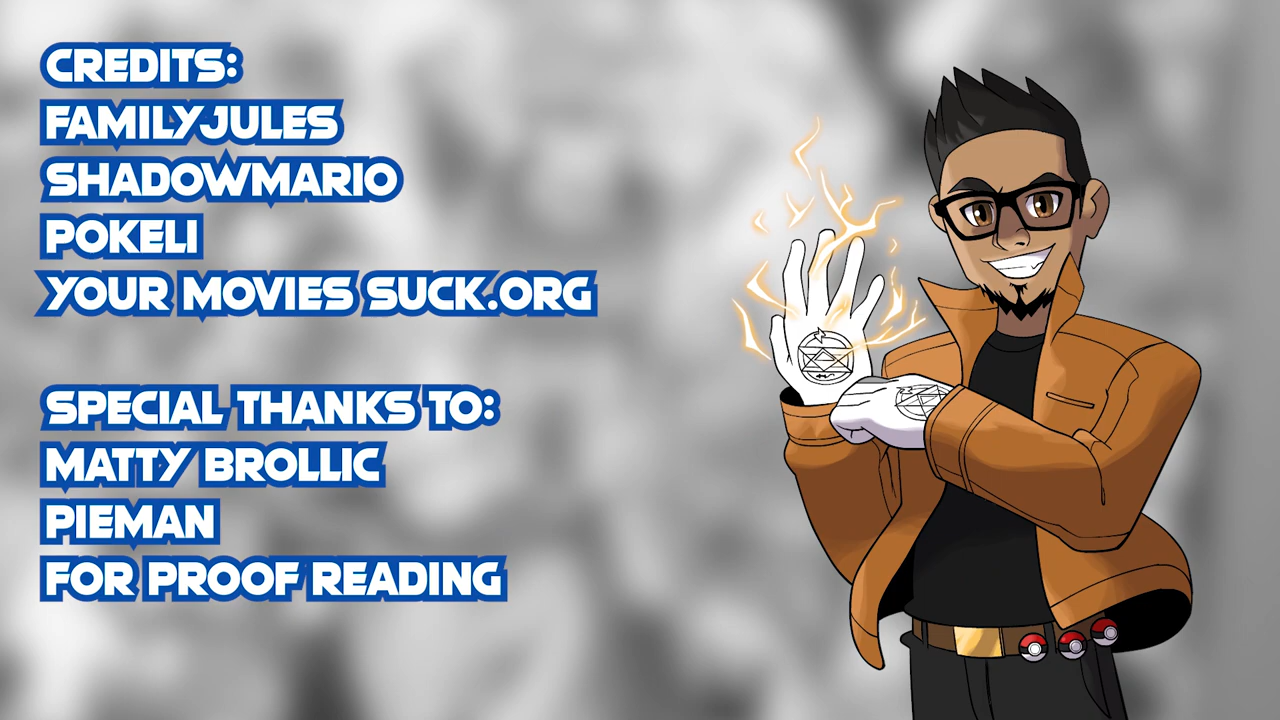 CREDITS:
FAMILYJULES
SHADOWMARIO
POKELI
YOUR MOVIES SUCK.ORG
SPECIAL THANKS TO:
MATTY BROLLIC
PIEMAN
FOR PROOF READING